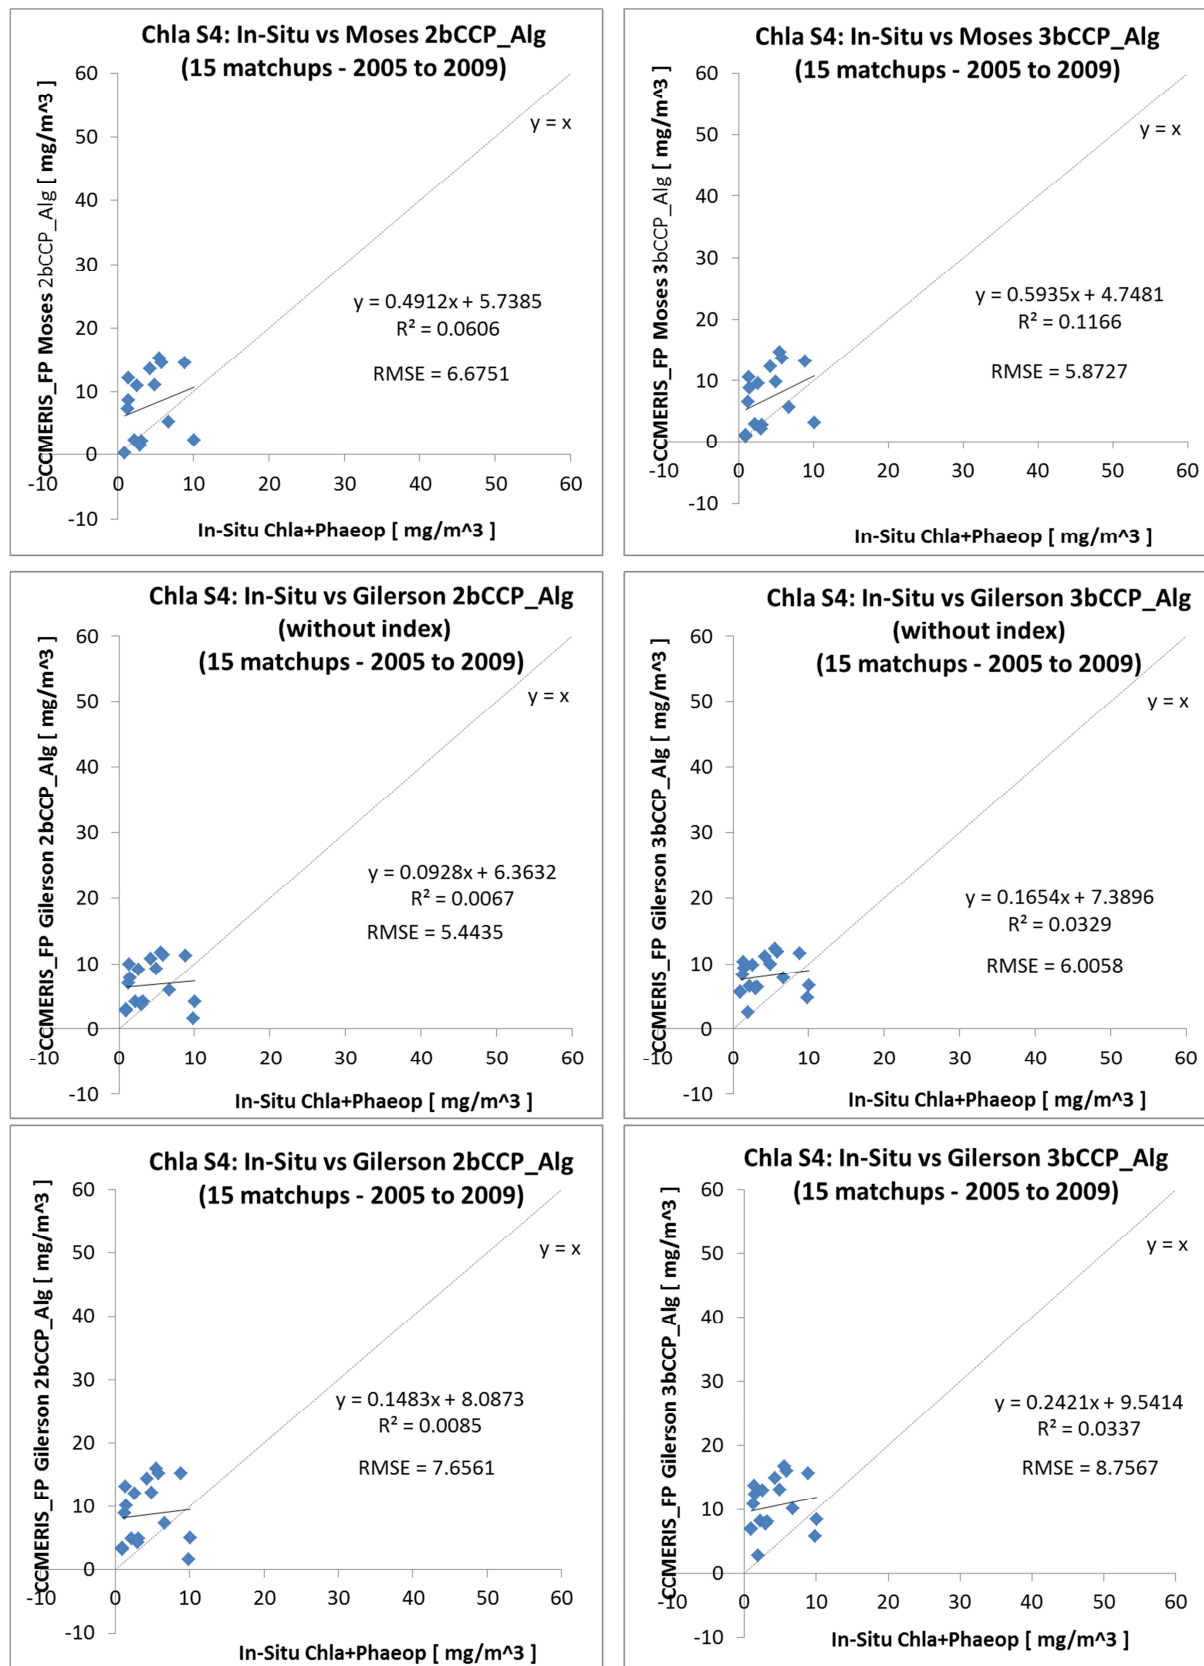 Chla S4: In-Situ vs Moses 2bCCP_Alg
(15 matchups - 2005 to 2009)
CCMERIS_FP Moses 2bCCP_Alg [ mg/m^3 ]
60
50
40
30
20
10
0
-10
-10
0
10
20
30
40
50
60
y = x
y = 0.4912x + 5.7385
R² = 0.0606
RMSE = 6.6751
In-Situ Chla+Phaeop [ mg/m^3 ]
Chla S4: In-Situ vs Moses 3bCCP_Alg
(15 matchups - 2005 to 2009)
CCMERIS_FP Moses 3bCCP_Alg [ mg/m^3 ]
60
50
40
30
20
10
0
-10
-10
0
10
20
30
40
50
60
y = x
y = 0.5935x + 4.7481
R² = 0.1166
RMSE = 5.8727
In-Situ Chla+Phaeop [ mg/m^3 ]
Chla S4: In-Situ vs Gilerson 2bCCP_Alg
(without index)
(15 matchups - 2005 to 2009)
CCMERIS_FP Gilerson 2bCCP_Alg [ mg/m^3 ]
60
50
40
30
20
10
0
-10
-10
0
10
20
30
40
50
60
y = x
y = 0.0928x + 6.3632
R² = 0.0067
RMSE = 5.4435
In-Situ Chla+Phaeop [ mg/m^3 ]
Chla S4: In-Situ vs Gilerson 3bCCP_Alg
(without index)
(15 matchups - 2005 to 2009)
CCMERIS_FP Gilerson 3bCCP_Alg [ mg/m^3 ]
60
50
40
30
20
10
0
-10
-10
0
10
20
30
40
50
60
y = x
y = 0.1654x + 7.3896
R² = 0.0329
RMSE = 6.0058
In-Situ Chla+Phaeop [ mg/m^3 ]
Chla S4: In-Situ vs Gilerson 2bCCP_Alg
(15 matchups - 2005 to 2009)
CCMERIS_FP Gilerson 2bCCP_Alg [ mg/m^3 ]
60
50
40
30
20
10
0
-10
-10
0
10
20
30
40
50
60
y = x
y = 0.1483x + 8.0873
R² = 0.0085
RMSE = 7.6561
In-Situ Chla+Phaeop [ mg/m^3 ]
Chla S4: In-Situ vs Gilerson 3bCCP_Alg
(15 matchups - 2005 to 2009)
CCMERIS_FP Gilerson 3bCCP_Alg [ mg/m^3 ]
60
50
40
30
20
10
0
-10
-10
0
10
20
30
40
50
60
y = x
y = 0.2421x + 9.5414
R² = 0.0337
RMSE = 8.7567
In-Situ Chla+Phaeop [ mg/m^3 ]